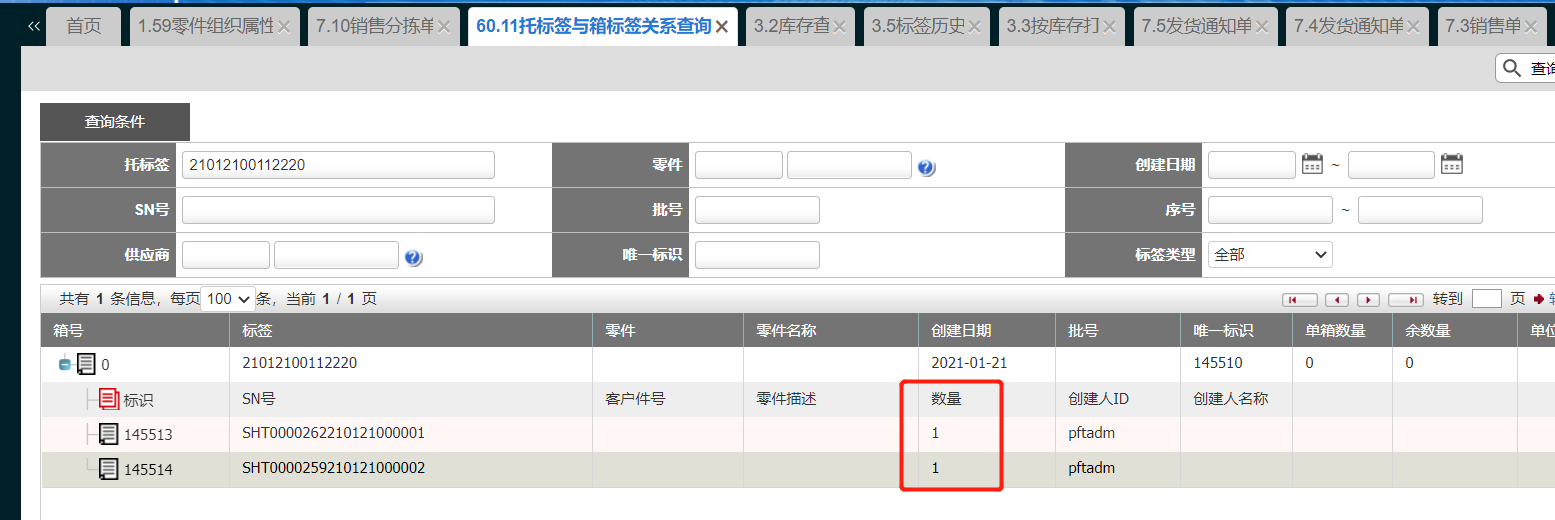 « 首页 1.59零件组织属性× 7.10销售分拣单× 60.11托标签与箱标签关系查询× 3.2库存查× 3.5标签历史× 3.3按库存打× 7.5发货通知单× 7.4发货通知单× 7.3销售单×
查询
查询条件
托标签 21012100112220 零件 创建日期 ~
SN号 批号 序号 ~
供应商 唯一标识 标签类型 全部
共有 1 条信息，每页 100 条，当前 1 / 1 页 转到 页
箱号 标签 零件 零件名称 创建日期 批号 唯一标识 单箱数量 余数量 单位
0 21012100112220 2021-01-21 145510 0 0
标识 SN号 客户件号 零件描述 数量 创建人ID 创建人名称
145513 SHT0000262210121000001 1 pftadm
145514 SHT0000259210121000002 1 pftadm